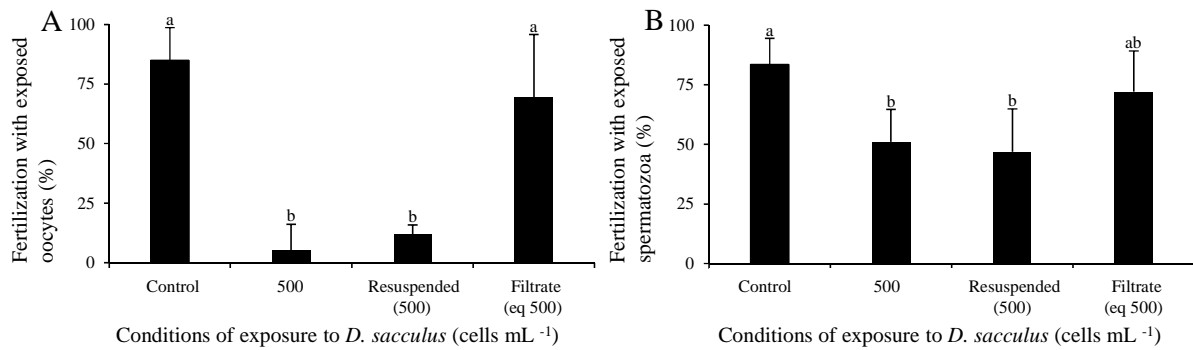 A
Fertilization with exposed
oocytes (%)
100
75
50
25
0
a
b
b
a
Control
500
Resuspended
(500)
Filtrate
(eq 500)
Conditions of exposure to D. sacculus (cells mL -1)
B
Fertilization with exposed
spermatozoa (%)
100
75
50
25
0
a
b
b
ab
Control
500
Resuspended
(500)
Filtrate
(eq 500)
Conditions of exposure to D. sacculus (cells mL -1)